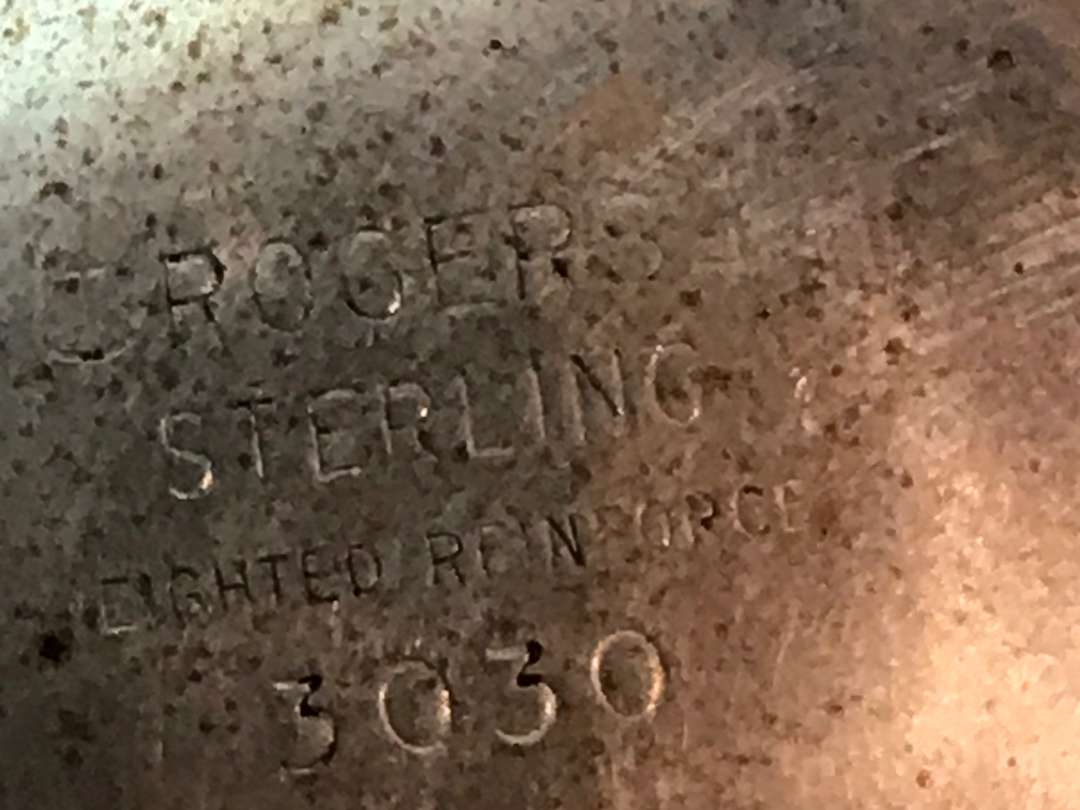 ROGERS
STERLING
EIGHTED REINFORCE
3030